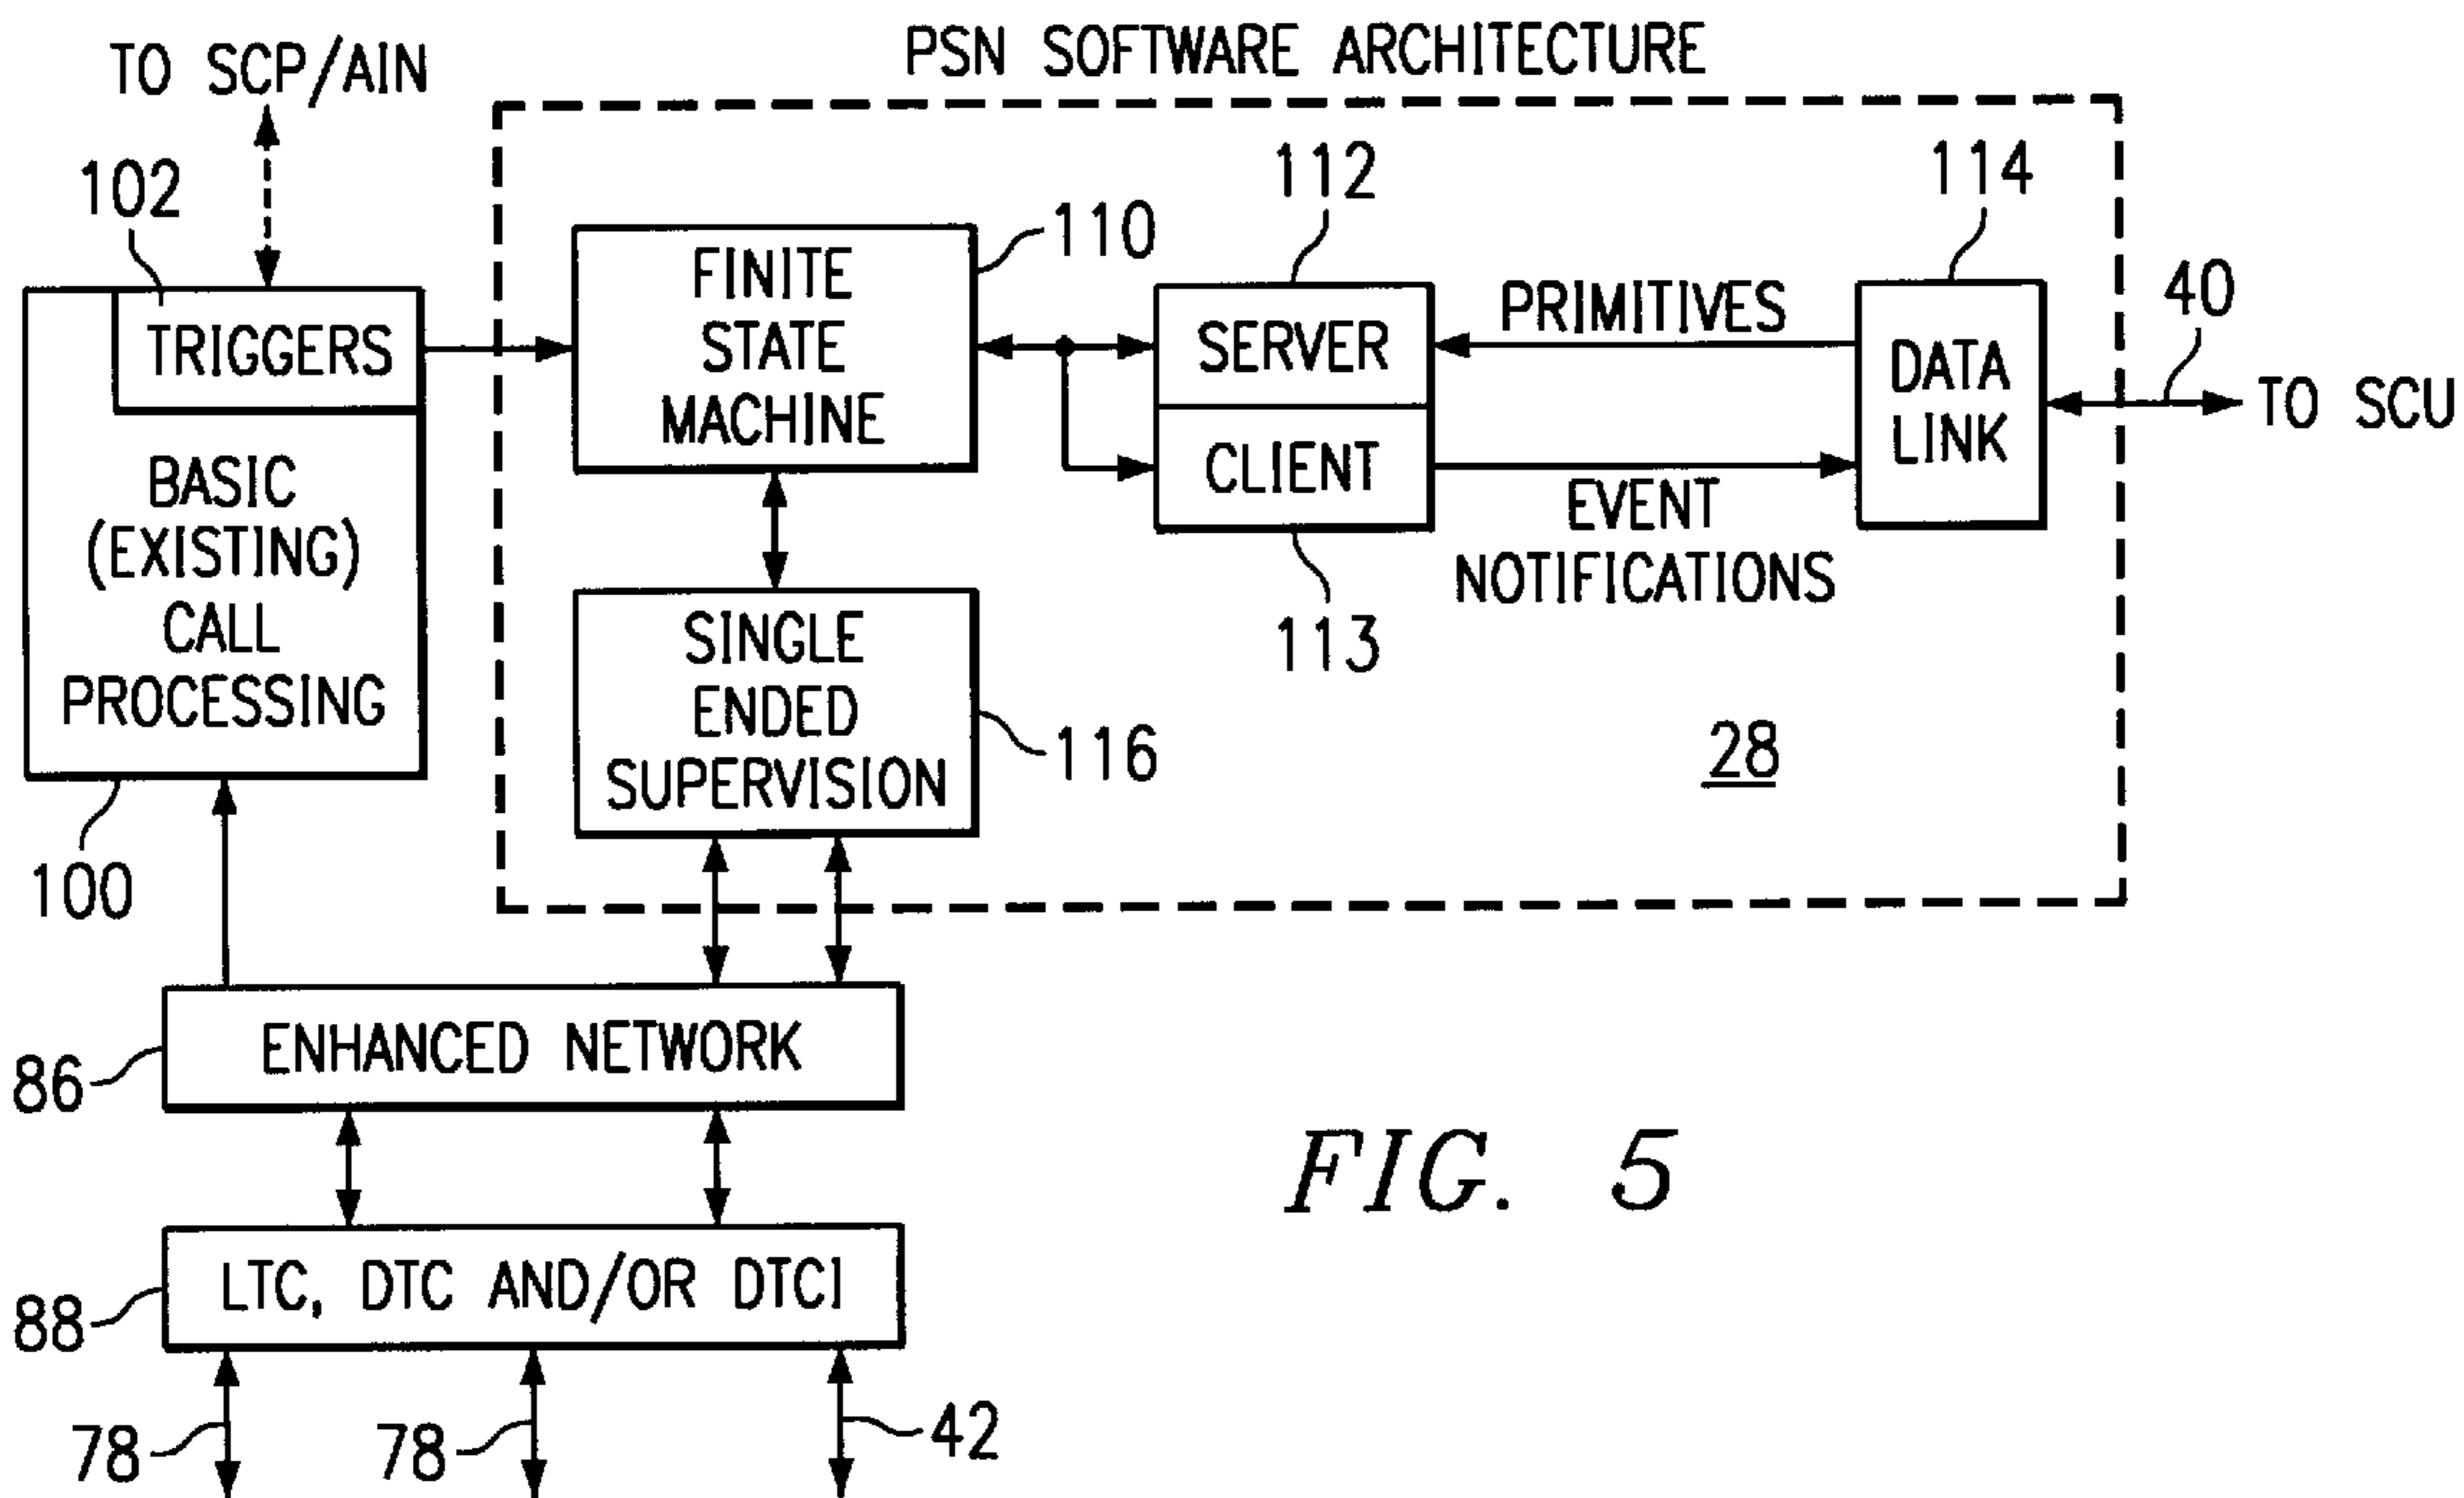 PSN SOFTWARE ARCHITECTURE
TO SCP/AIN
102
112
114
110
40
TRIGGERS
FINITE
STATE
MACHINE
SERVER
CLIENT
PRIMITIVES
EVENT
NOTIFICATIONS
DATA
LINK
TO SCU
BASIC
(EXISTING)
CALL
PROCESSING
113
SINGLE
ENDED
SUPERVISION
116
28
100
ENHANCED NETWORK
86
LTC, DTC AND/OR DTCI
88
78
78
42
FIG. 5